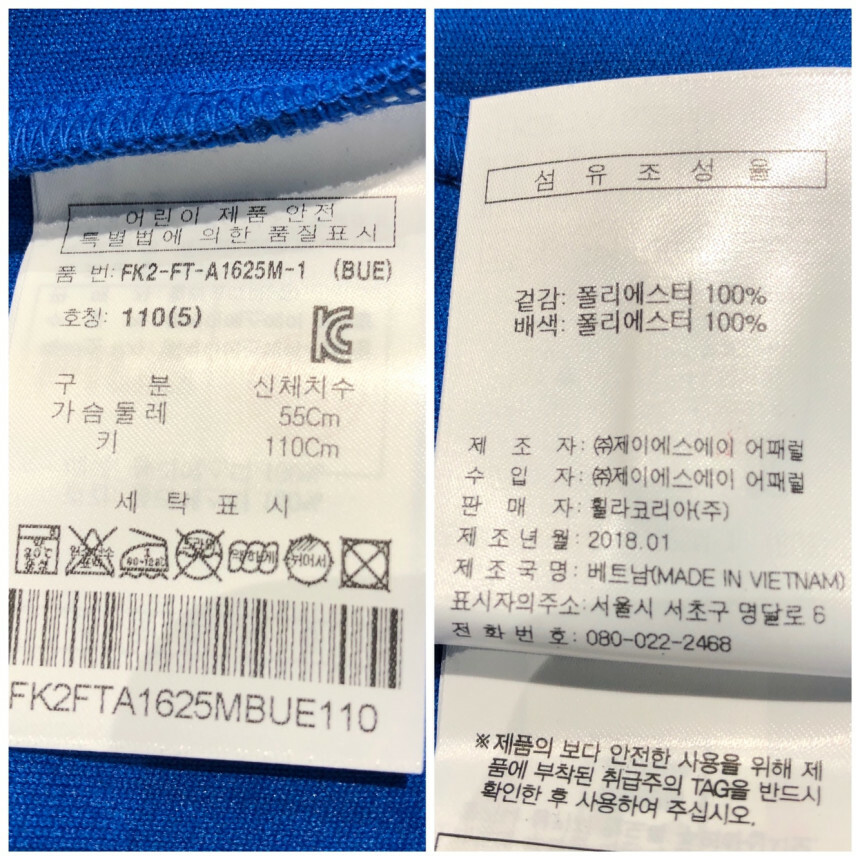 어린이 제품 안전
특별법에 의한 품질표시
품 번: FK2-FT-A1625M-1 (BUE)
호칭: 110(5)
구 분 신체치수
가슴둘레 55Cm
키 110Cm
세 탁 표 시
FK2FTA1625MBUE110
섬 유 조 성 율
겉감: 폴리에스터 100%
배색: 폴리에스터 100%
제 조 자: ㈜제이에스에이 어패럴
수 입 자: ㈜제이에스에이 어패럴
판 매 자: 휠라코리아(주)
제 조 년 월: 2018.01
제 조 국 명: 베트남(MADE IN VIETNAM)
표시자의주소: 서울시 서초구 명달로 6
전 화 번 호: 080-022-2468
※제품의 보다 안전한 사용을 위해 제
품에 부착된 취급주의 TAG을 반드시
확인한 후 사용하여 주십시오.